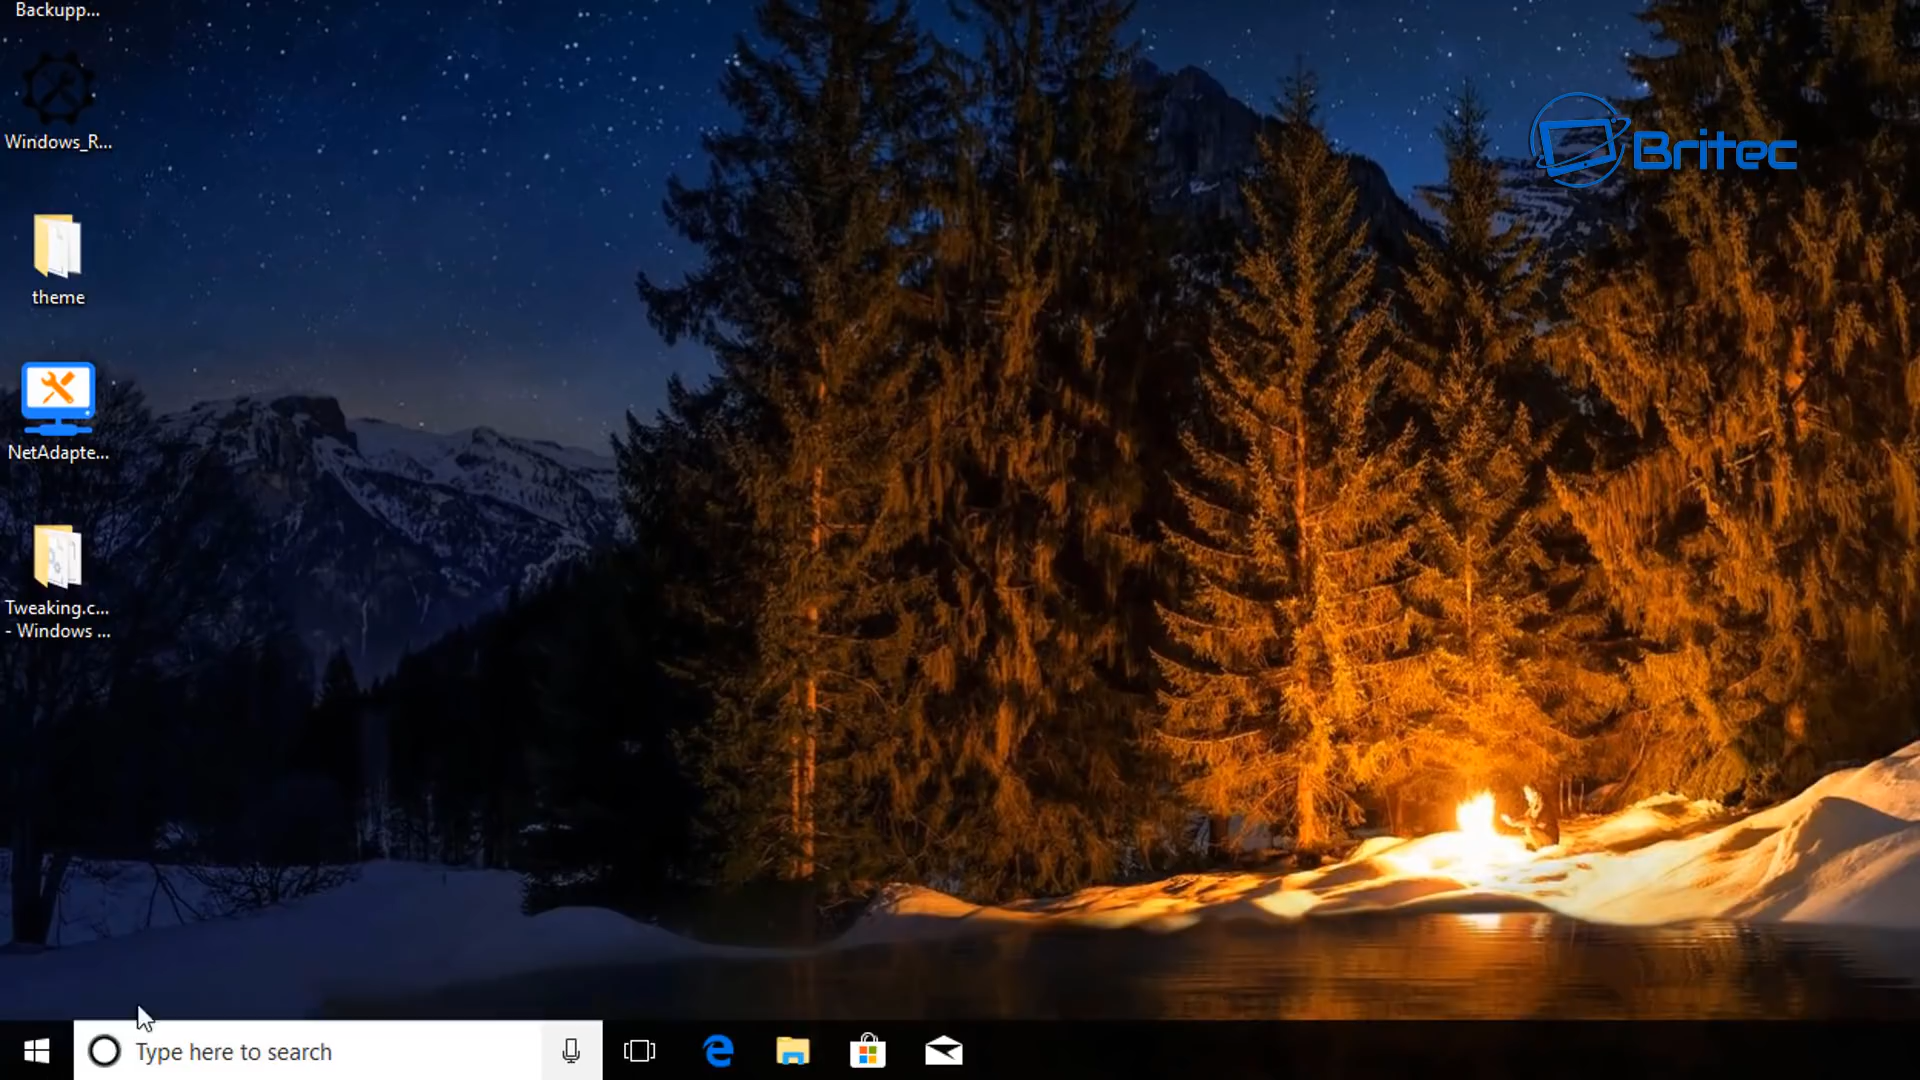 Backupp...
Windows_R...
Britec
theme
NetAdapte...
Tweaking.c...
- Windows ...
Type here to search